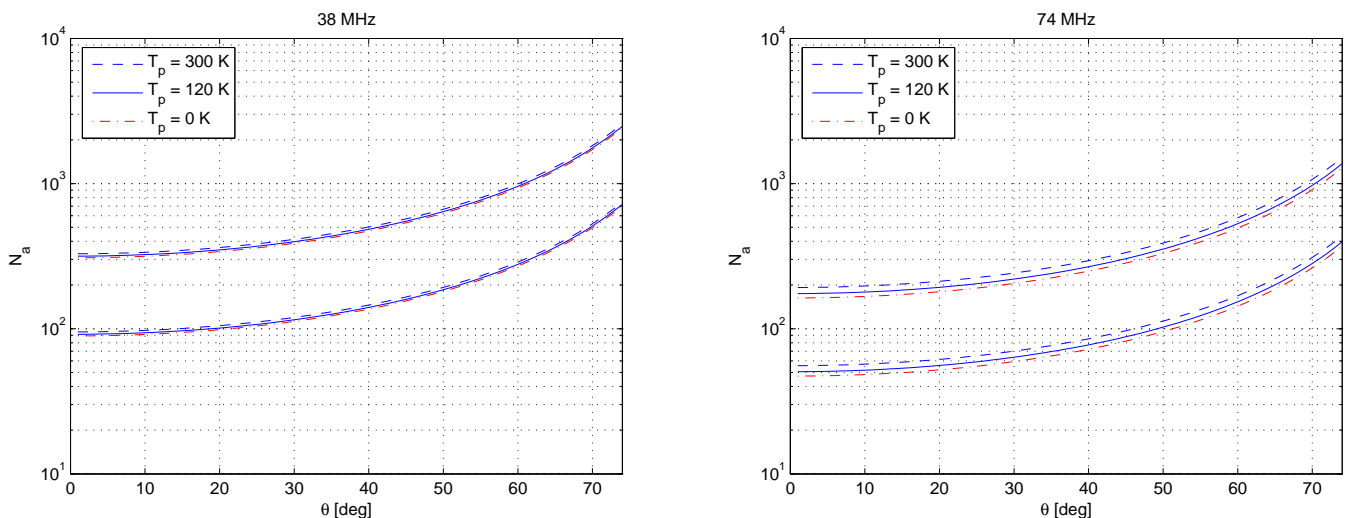 38 MHz
10^4
10^3
10^2
10^1
N_a
T_p = 300 K
T_p = 120 K
T_p = 0 K
0 10 20 30 40 50 60 70
θ [deg]
74 MHz
10^4
10^3
10^2
10^1
N_a
T_p = 300 K
T_p = 120 K
T_p = 0 K
0 10 20 30 40 50 60 70
θ [deg]